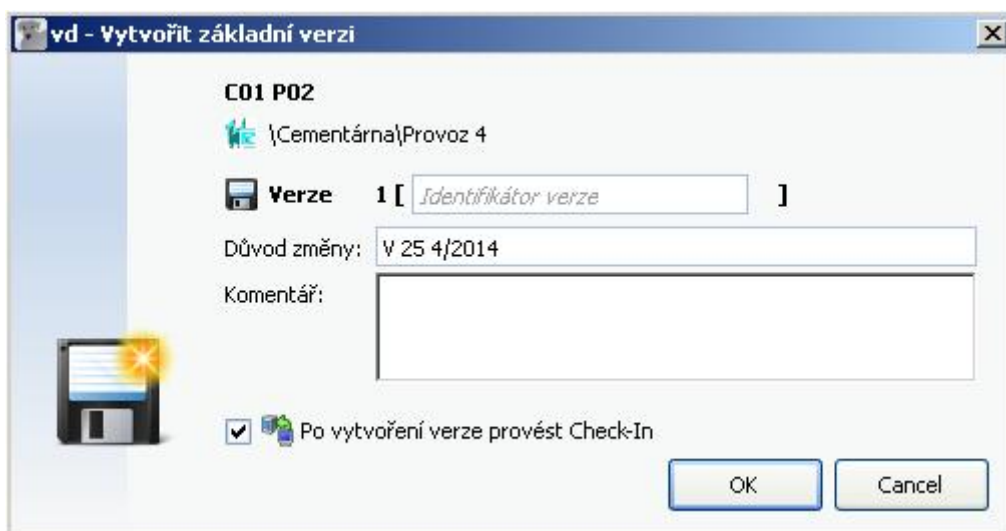 vd - Vytvořit základní verzi
C01 P02
\Cementárna\Provoz 4
Verze 1 [ Identifikátor verze ]
Důvod změny: V 25 4/2014
Komentář:
Po vytvoření verze provést Check-In
OK Cancel